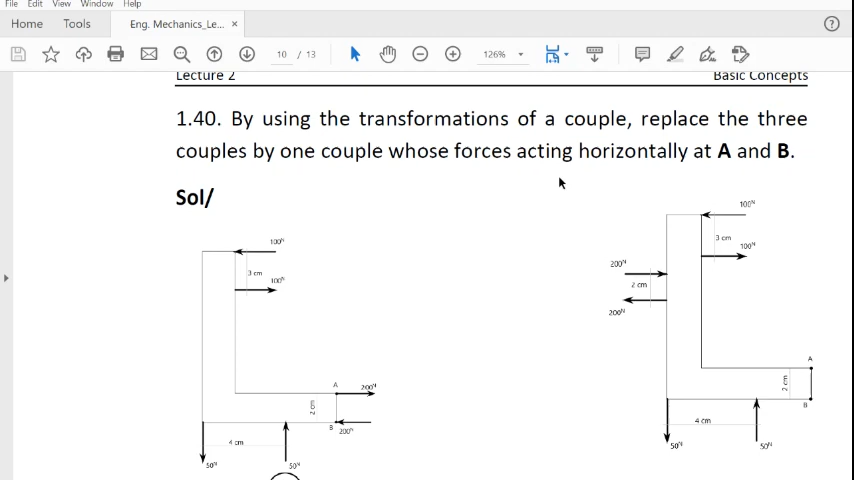 File Edit View Window Help
Home Tools Eng. Mechanics_Le... ×
10 / 13 126%
Lecture 2 Basic Concepts
1.40. By using the transformations of a couple, replace the three
couples by one couple whose forces acting horizontally at A and B.
Sol/
100N
3 cm
100N
A
200N
2 cm
B
200N
4 cm
50N
50N
100N
3 cm
100N
200N
2 cm
200N
A
2 cm
B
4 cm
50N
50N